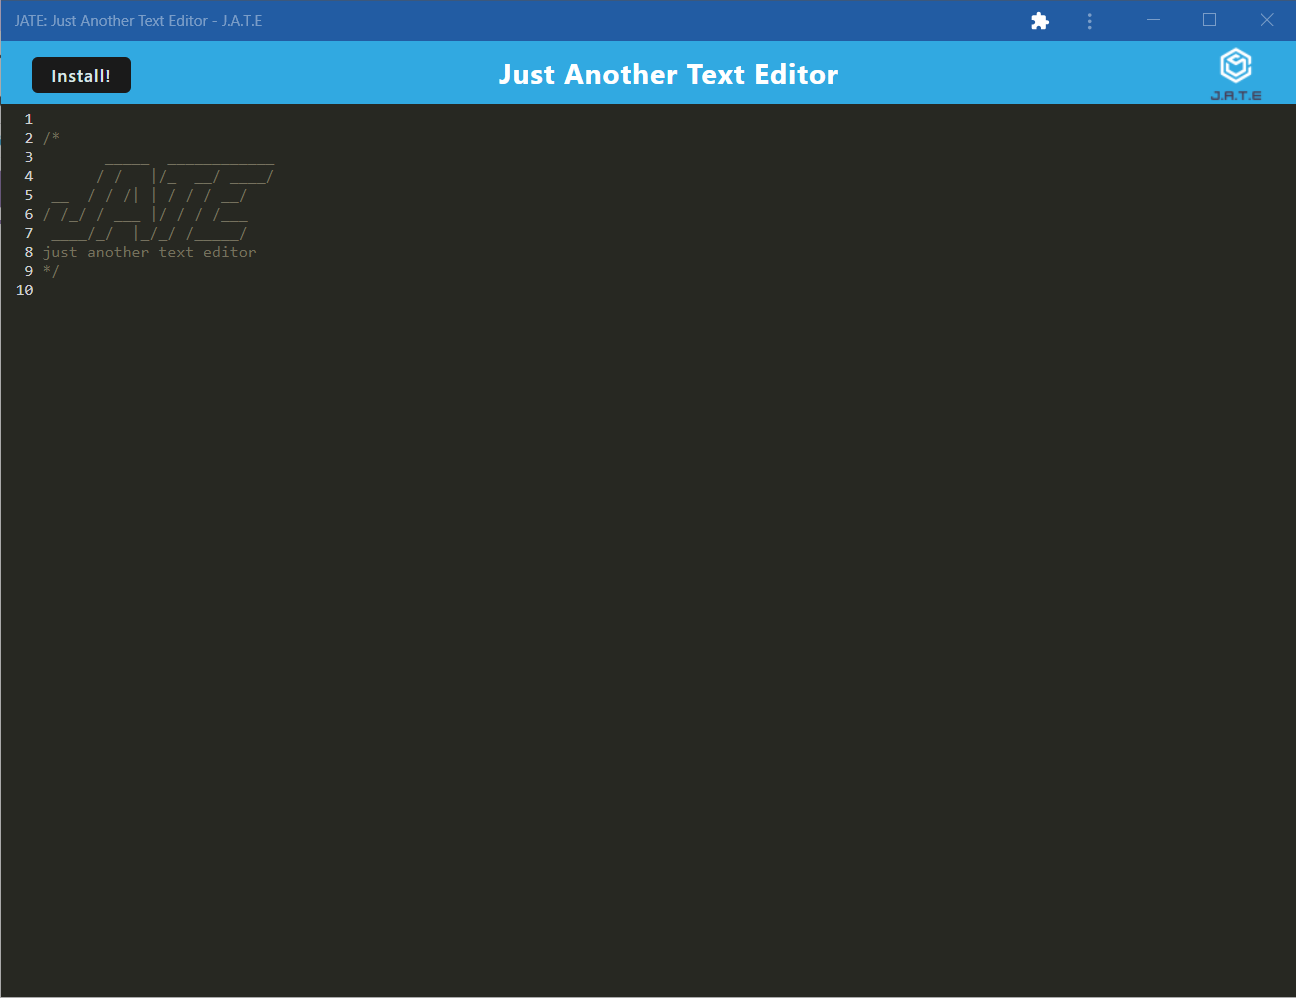 JATE: Just Another Text Editor - J.A.T.E
Install!
Just Another Text Editor
J.A.T.E
1
2 /*
3        _____  ____________
4       / /   |/_  __/ ____/
5  __  / / /| | / / / __/
6 / /_/ / ___ |/ / / /___
7  ____/_/  |_/_/ /_____/
8 just another text editor
9 */
10